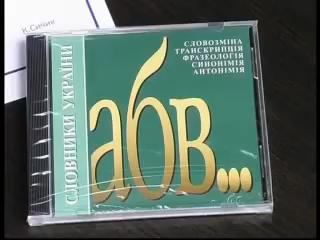 СЛОВОЗМІНА
ТРАНСКРИПЦІЯ
ФРАЗЕОЛОГІЯ
СИНОНІМІЯ
АНТОНІМІЯ
СЛОВНИКИ УКРАЇНИ
абв...